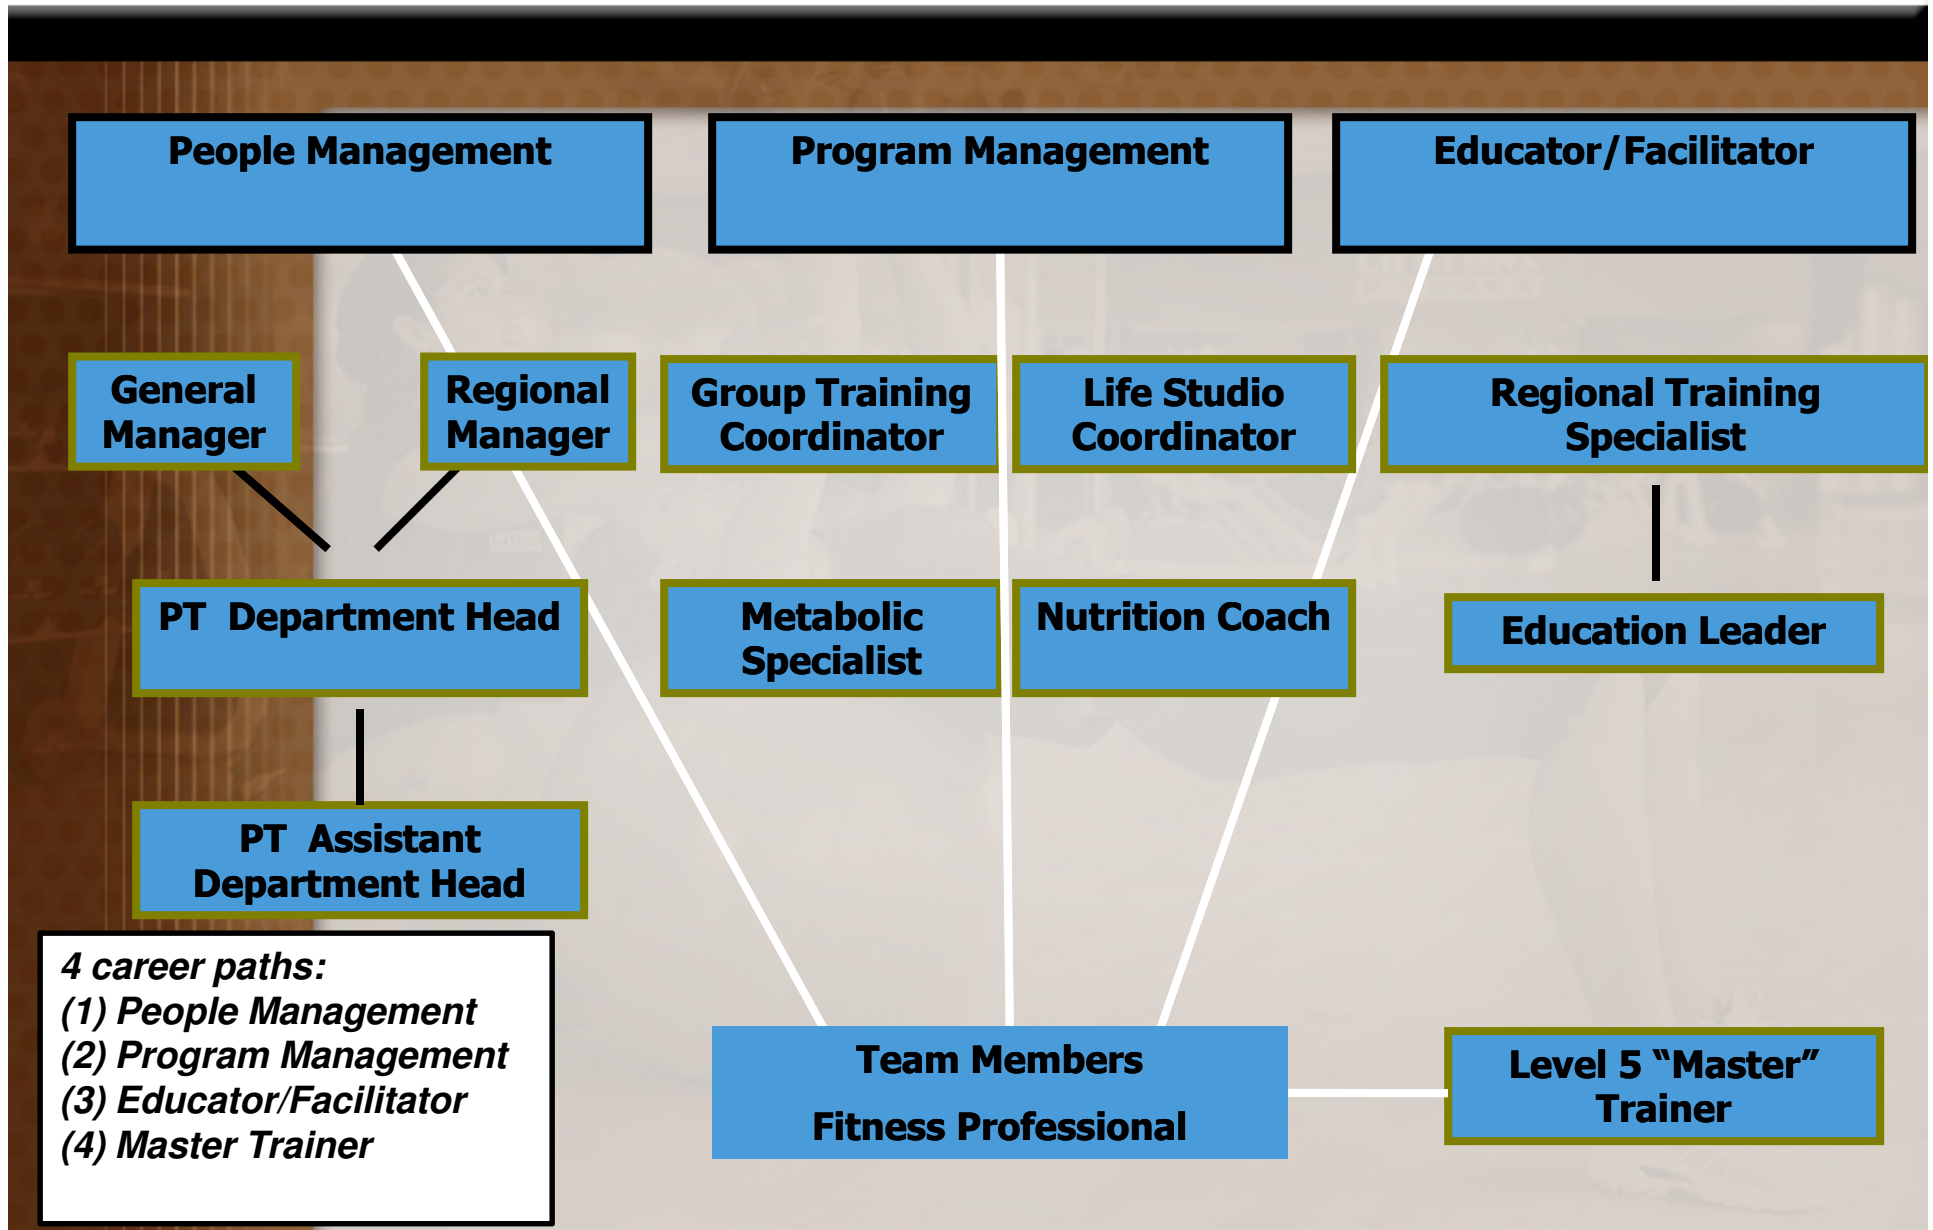 People Management
Program Management
Educator/Facilitator
General
Manager
Regional
Manager
Group Training
Coordinator
Life Studio
Coordinator
Regional Training
Specialist
PT  Department Head
Metabolic
Specialist
Nutrition Coach
Education Leader
PT  Assistant
Department Head
4 career paths:
(1) People Management
(2) Program Management
(3) Educator/Facilitator
(4) Master Trainer
Team Members
Fitness Professional
Level 5 “Master”
Trainer